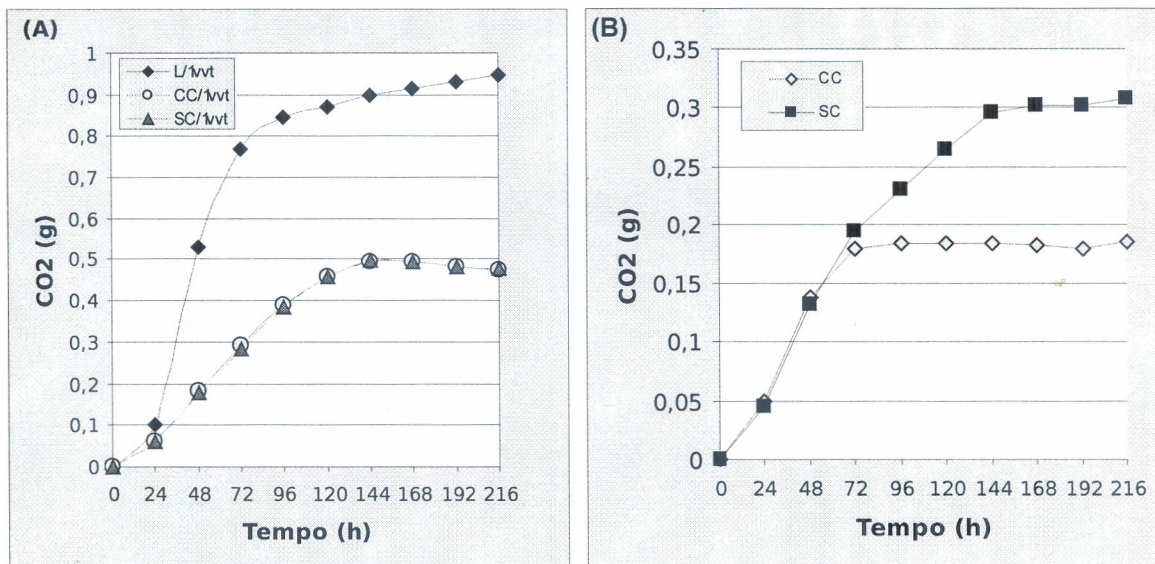 (A)
L/1vvt
CC/1vvt
SC/1vvt
1
0,9
0,8
0,7
0,6
0,5
0,4
0,3
0,2
0,1
0
CO2 (g)
0 24 48 72 96 120 144 168 192 216
Tempo (h)
(B)
CC
SC
0,35
0,3
0,25
0,2
0,15
0,1
0,05
0
CO2 (g)
0 24 48 72 96 120 144 168 192 216
Tempo (h)